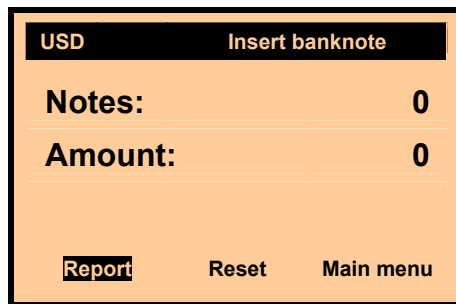 USD Insert banknote
Notes: 0
Amount: 0
Report Reset Main menu